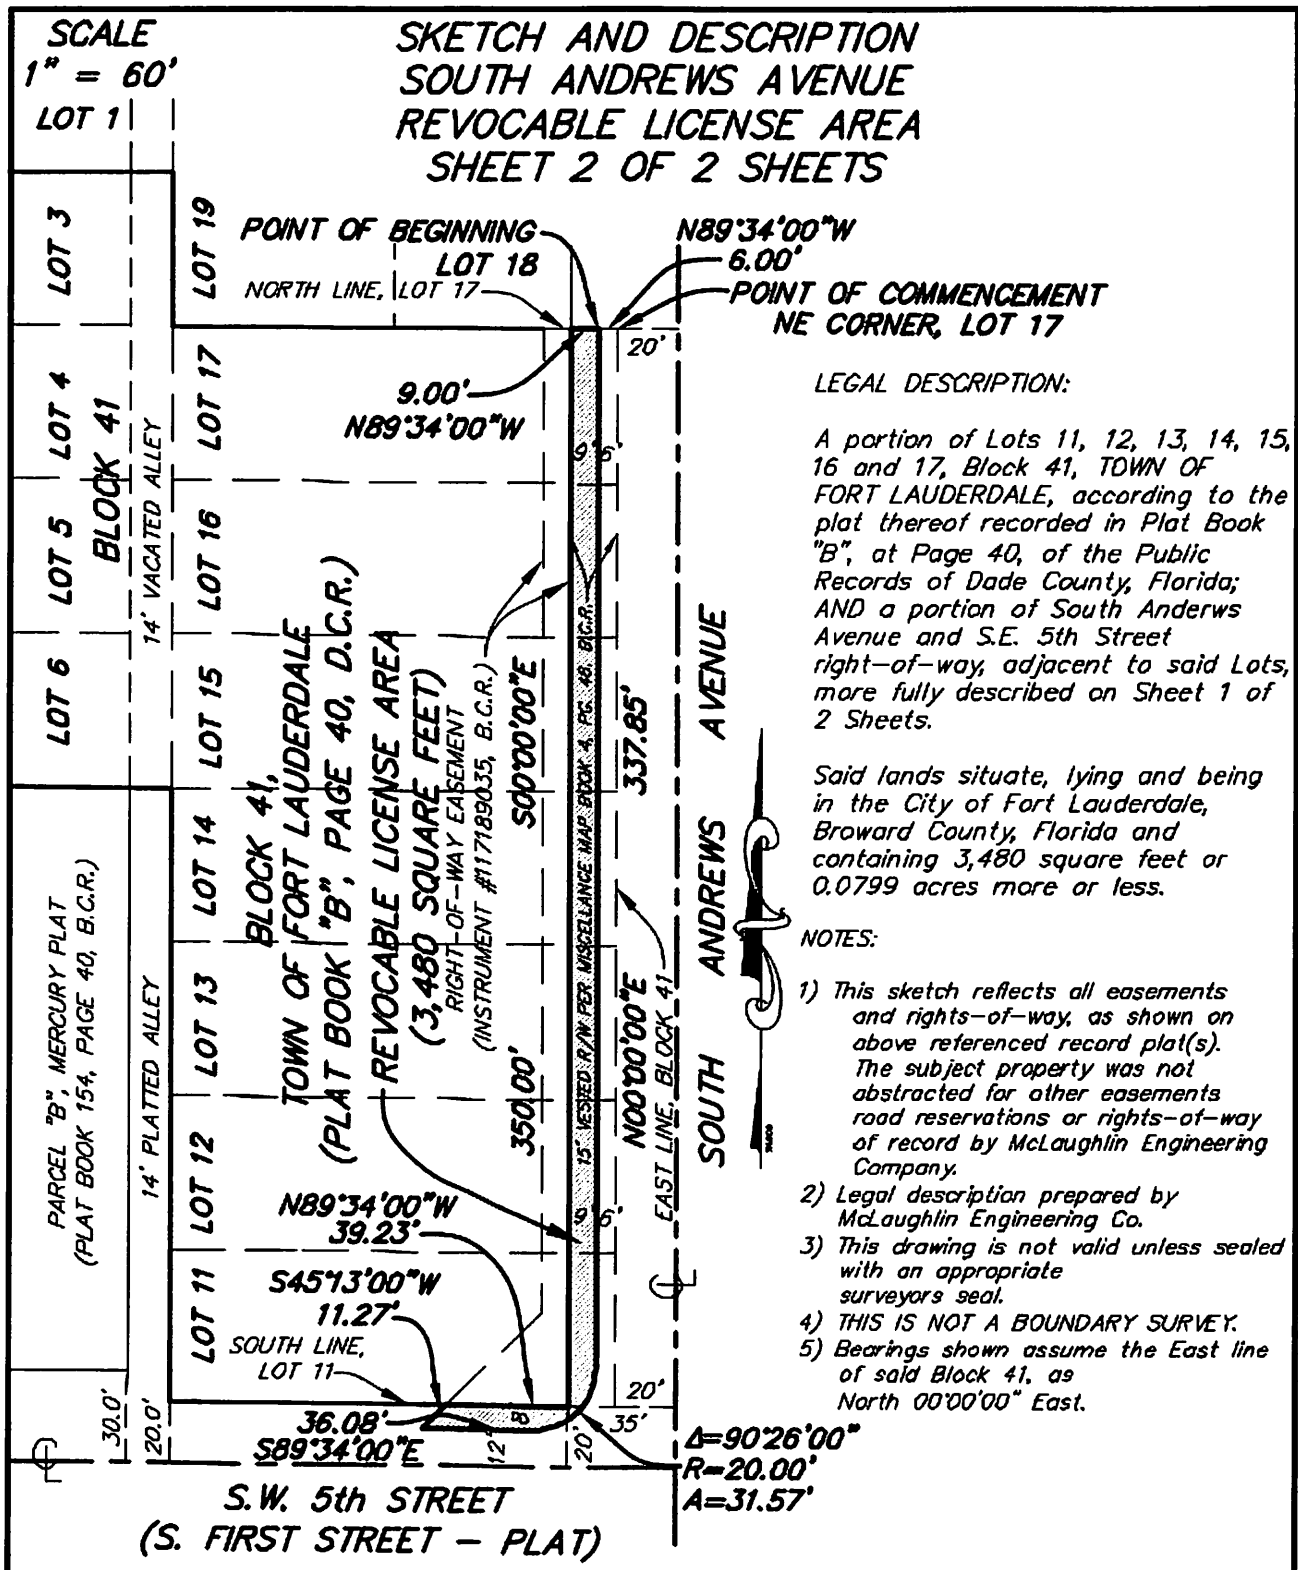 SCALE
1" = 60'
SKETCH AND DESCRIPTION
SOUTH ANDREWS AVENUE
REVOCABLE LICENSE AREA
SHEET 2 OF 2 SHEETS
LOT 1
LOT 3
LOT 4
LOT 5
LOT 6
BLOCK 41
14' VACATED ALLEY
LOT 19
LOT 17
LOT 16
LOT 15
LOT 14
LOT 13
LOT 12
LOT 11
POINT OF BEGINNING
LOT 18
NORTH LINE, LOT 17
N89°34'00"W
6.00'
POINT OF COMMENCEMENT
NE CORNER, LOT 17
20'
9.00'
N89°34'00"W
9'
6'
BLOCK 41,
TOWN OF FORT LAUDERDALE
(PLAT BOOK "B", PAGE 40, D.C.R.)
REVOCABLE LICENSE AREA
(3,480 SQUARE FEET)
RIGHT-OF-WAY EASEMENT
(INSTRUMENT #117189035, B.C.R.)
S00°00'00"E
350.00'
15' VESTED R/W PER MISCELLANCE MAP BOOK 4, PG. 48, B.C.R.
337.85'
N00°00'00"E
EAST LINE, BLOCK 41
SOUTH ANDREWS AVENUE
PARCEL "B", MERCURY PLAT
(PLAT BOOK 154, PAGE 40, B.C.R.)
14' PLATTED ALLEY
N89°34'00"W
39.23'
9'
6'
S45°13'00"W
11.27'
SOUTH LINE,
LOT 11
36.08'
S89°34'00"E
8'
12'
20'
20'
35'
30.0'
20.0'
Δ=90°26'00"
R=20.00'
A=31.57'
S.W. 5th STREET
(S. FIRST STREET - PLAT)
LEGAL DESCRIPTION:
A portion of Lots 11, 12, 13, 14, 15,
16 and 17, Block 41, TOWN OF
FORT LAUDERDALE, according to the
plat thereof recorded in Plat Book
"B", at Page 40, of the Public
Records of Dade County, Florida;
AND a portion of South Anderws
Avenue and S.E. 5th Street
right-of-way, adjacent to said Lots,
more fully described on Sheet 1 of
2 Sheets.
Said lands situate, lying and being
in the City of Fort Lauderdale,
Broward County, Florida and
containing 3,480 square feet or
0.0799 acres more or less.
NOTES:
1) This sketch reflects all easements
and rights-of-way, as shown on
above referenced record plat(s).
The subject property was not
abstracted for other easements
road reservations or rights-of-way
of record by McLaughlin Engineering
Company.
2) Legal description prepared by
McLaughlin Engineering Co.
3) This drawing is not valid unless sealed
with an appropriate
surveyors seal.
4) THIS IS NOT A BOUNDARY SURVEY.
5) Bearings shown assume the East line
of said Block 41, as
North 00°00'00" East.